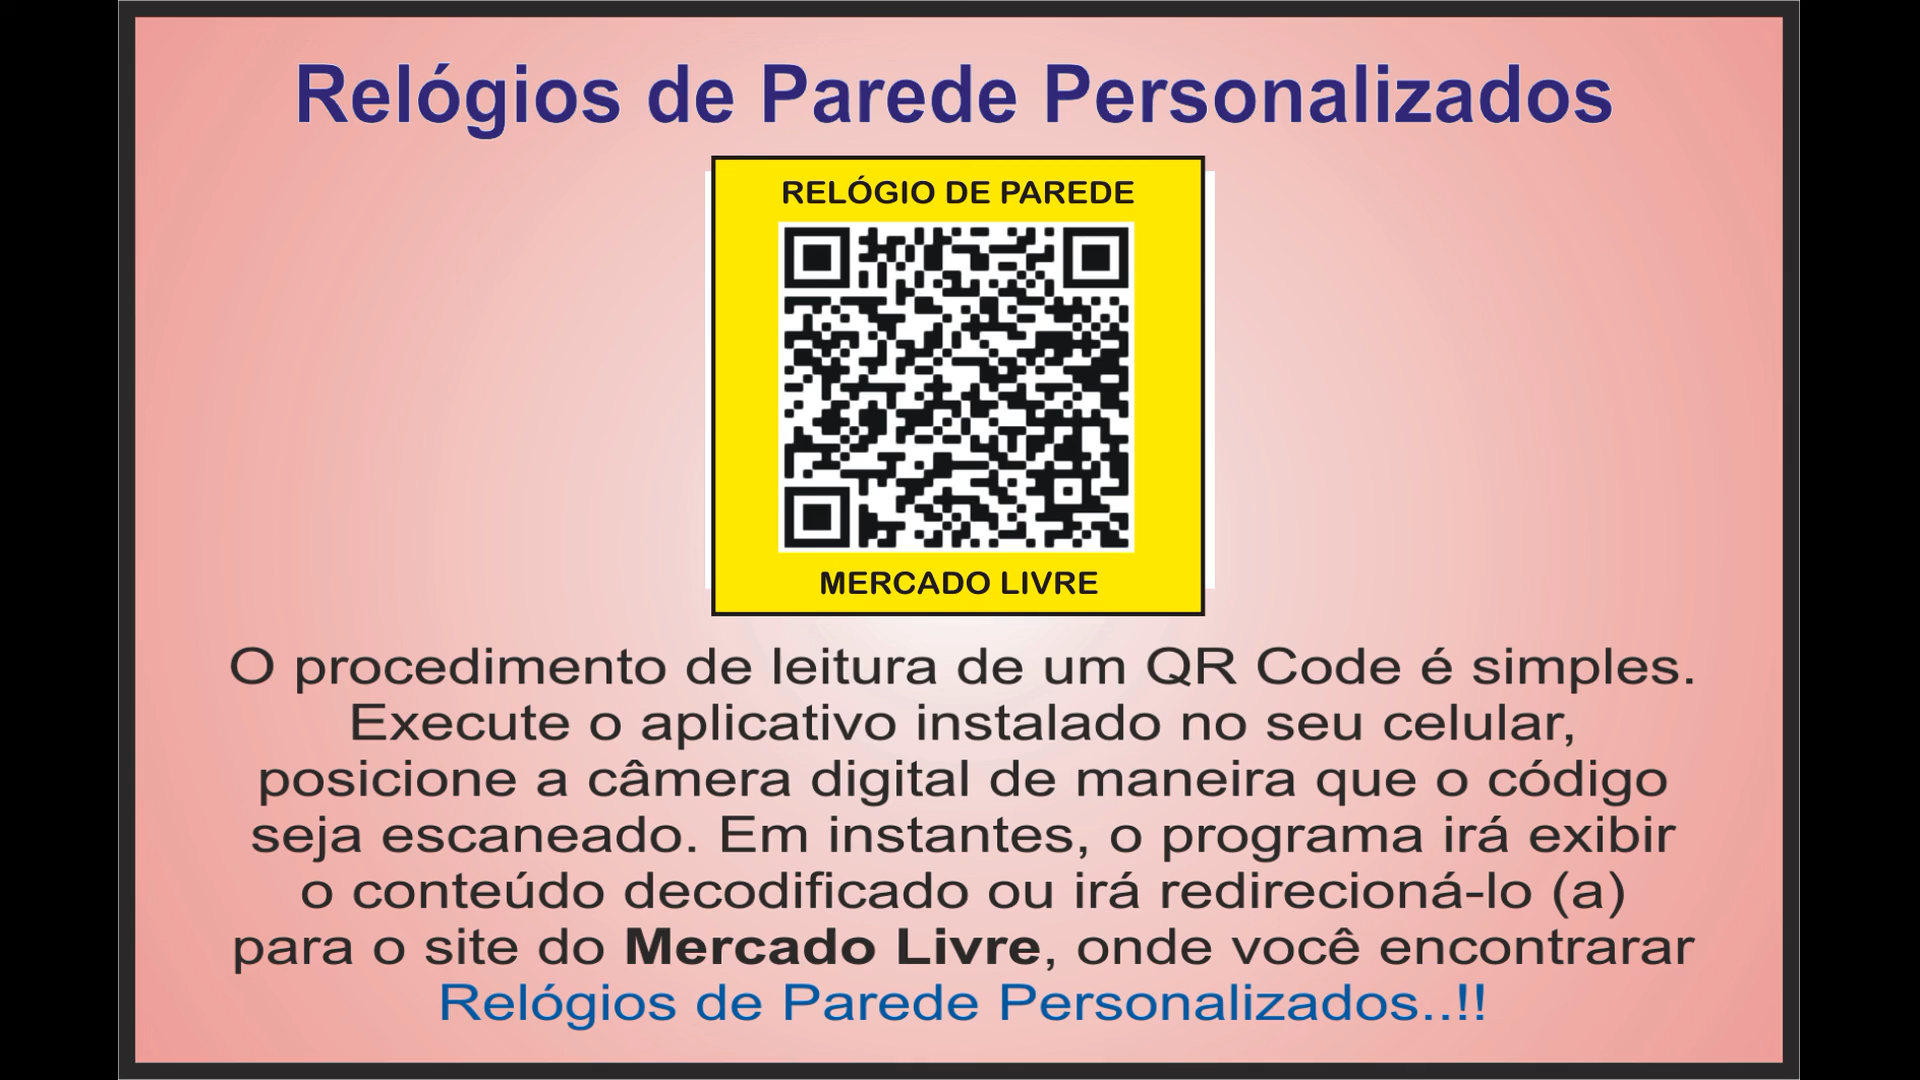 Relógios de Parede Personalizados
RELÓGIO DE PAREDE
MERCADO LIVRE
O procedimento de leitura de um QR Code é simples.
Execute o aplicativo instalado no seu celular,
posicione a câmera digital de maneira que o código
seja escaneado. Em instantes, o programa irá exibir
o conteúdo decodificado ou irá redirecioná-lo (a)
para o site do Mercado Livre, onde você encontrarar
Relógios de Parede Personalizados..!!